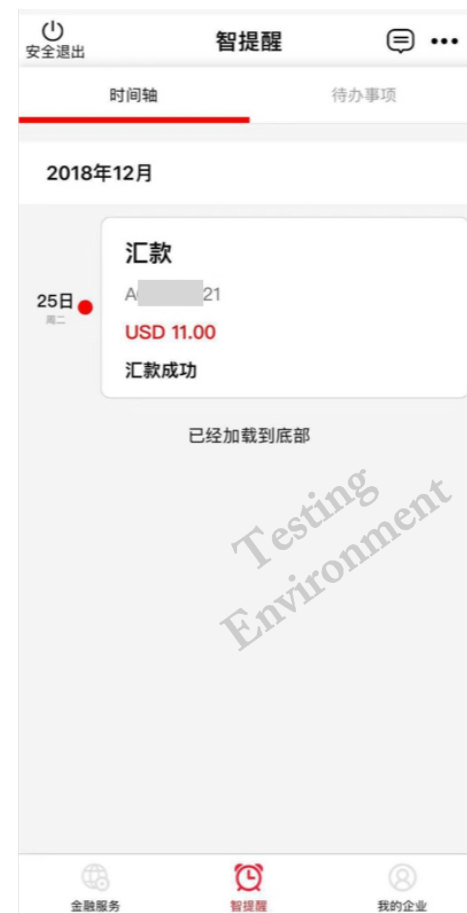 安全退出
智提醒
时间轴
待办事项
2018年12月
汇款
25日
周二
A 21
USD 11.00
汇款成功
已经加载到底部
Testing
Environment
金融服务
智提醒
我的企业